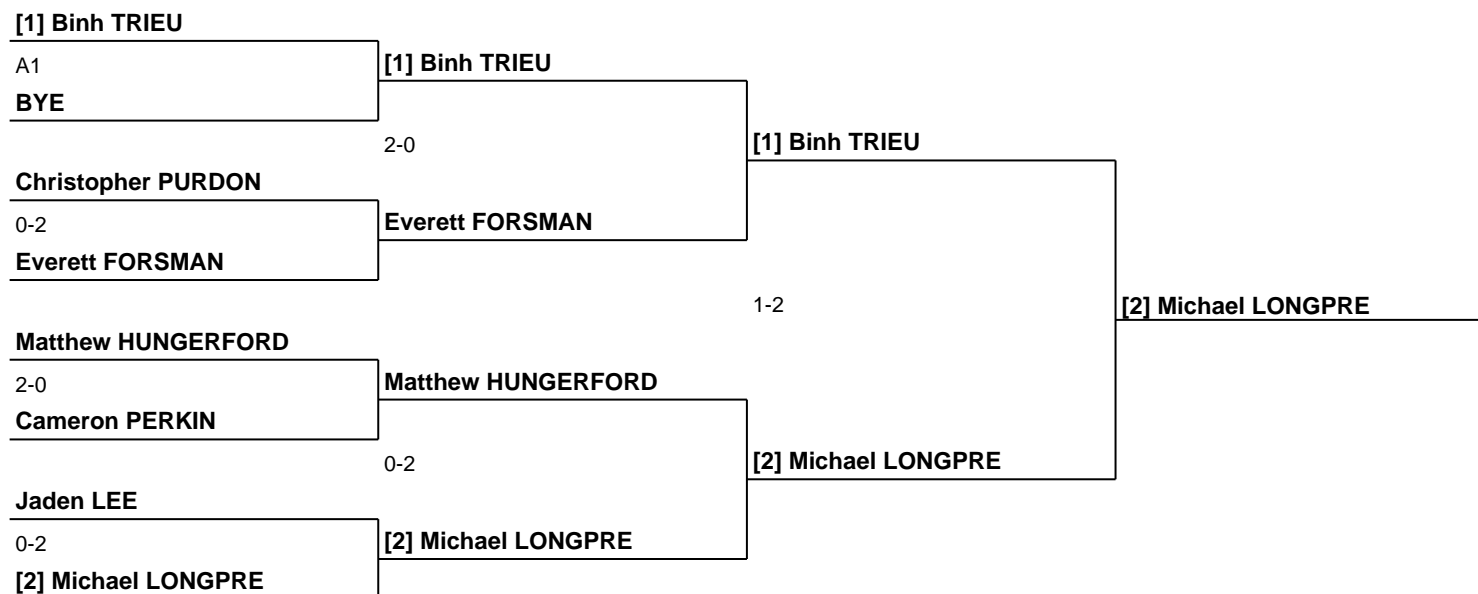 [1] Binh TRIEU
A1
[1] Binh TRIEU
BYE
2-0
[1] Binh TRIEU
Christopher PURDON
0-2
Everett FORSMAN
Everett FORSMAN
1-2
[2] Michael LONGPRE
Matthew HUNGERFORD
2-0
Matthew HUNGERFORD
Cameron PERKIN
0-2
[2] Michael LONGPRE
Jaden LEE
0-2
[2] Michael LONGPRE
[2] Michael LONGPRE